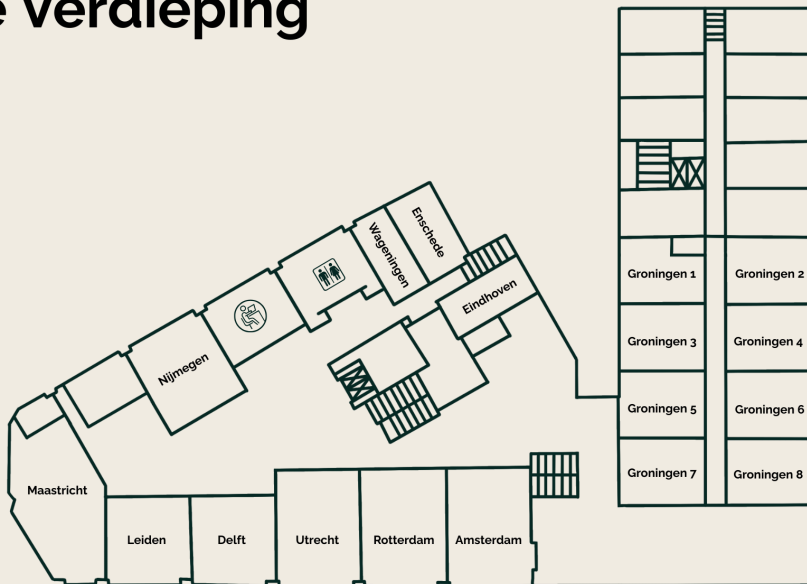 e verdieping
Enschede
Wageningen
Eindhoven
Nijmegen
Groningen 1
Groningen 2
Groningen 3
Groningen 4
Groningen 5
Groningen 6
Groningen 7
Groningen 8
Maastricht
Leiden
Delft
Utrecht
Rotterdam
Amsterdam